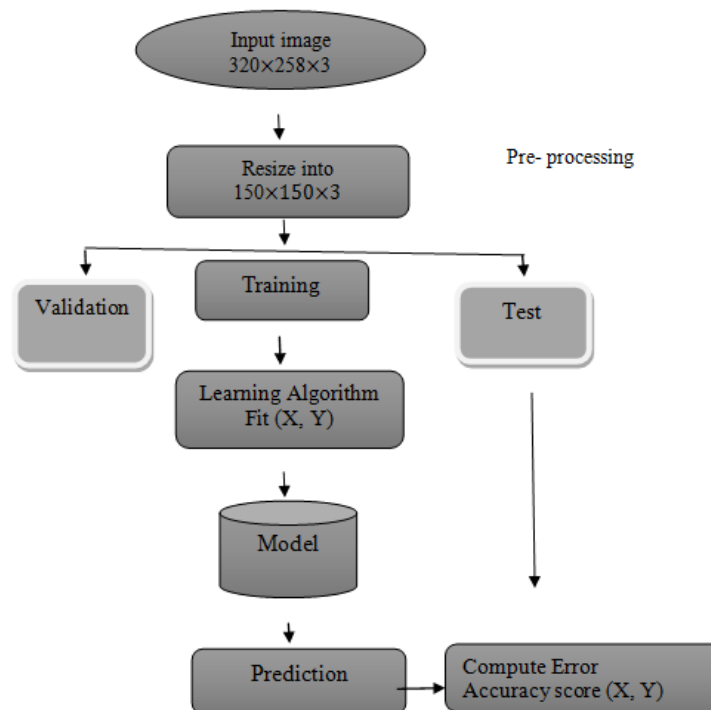 Input image
320×258×3
Resize into
150×150×3
Pre- processing
Validation
Training
Test
Learning Algorithm
Fit (X, Y)
Model
Prediction
Compute Error
Accuracy score (X, Y)